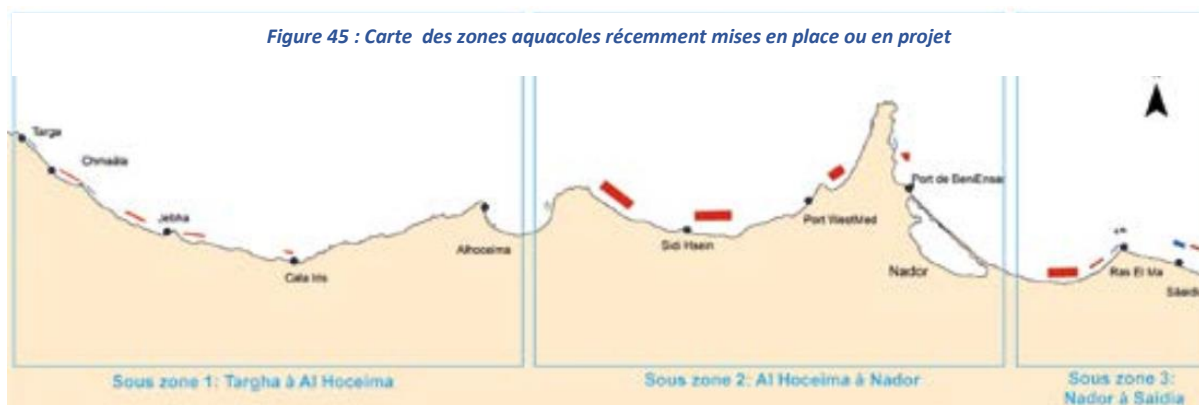 Figure 45 : Carte des zones aquacoles récemment mises en place ou en projet
Targa
Chmaâla
Jebha
Cala Iris
Alhoceima
Sidi Hsein
Port WestMed
Port de BeniEnsar
Nador
Ras El Ma
Sáedia
Sous zone 1: Targha à Al Hoceima
Sous zone 2: Al Hoceima à Nador
Sous zone 3:
Nador à Saidia